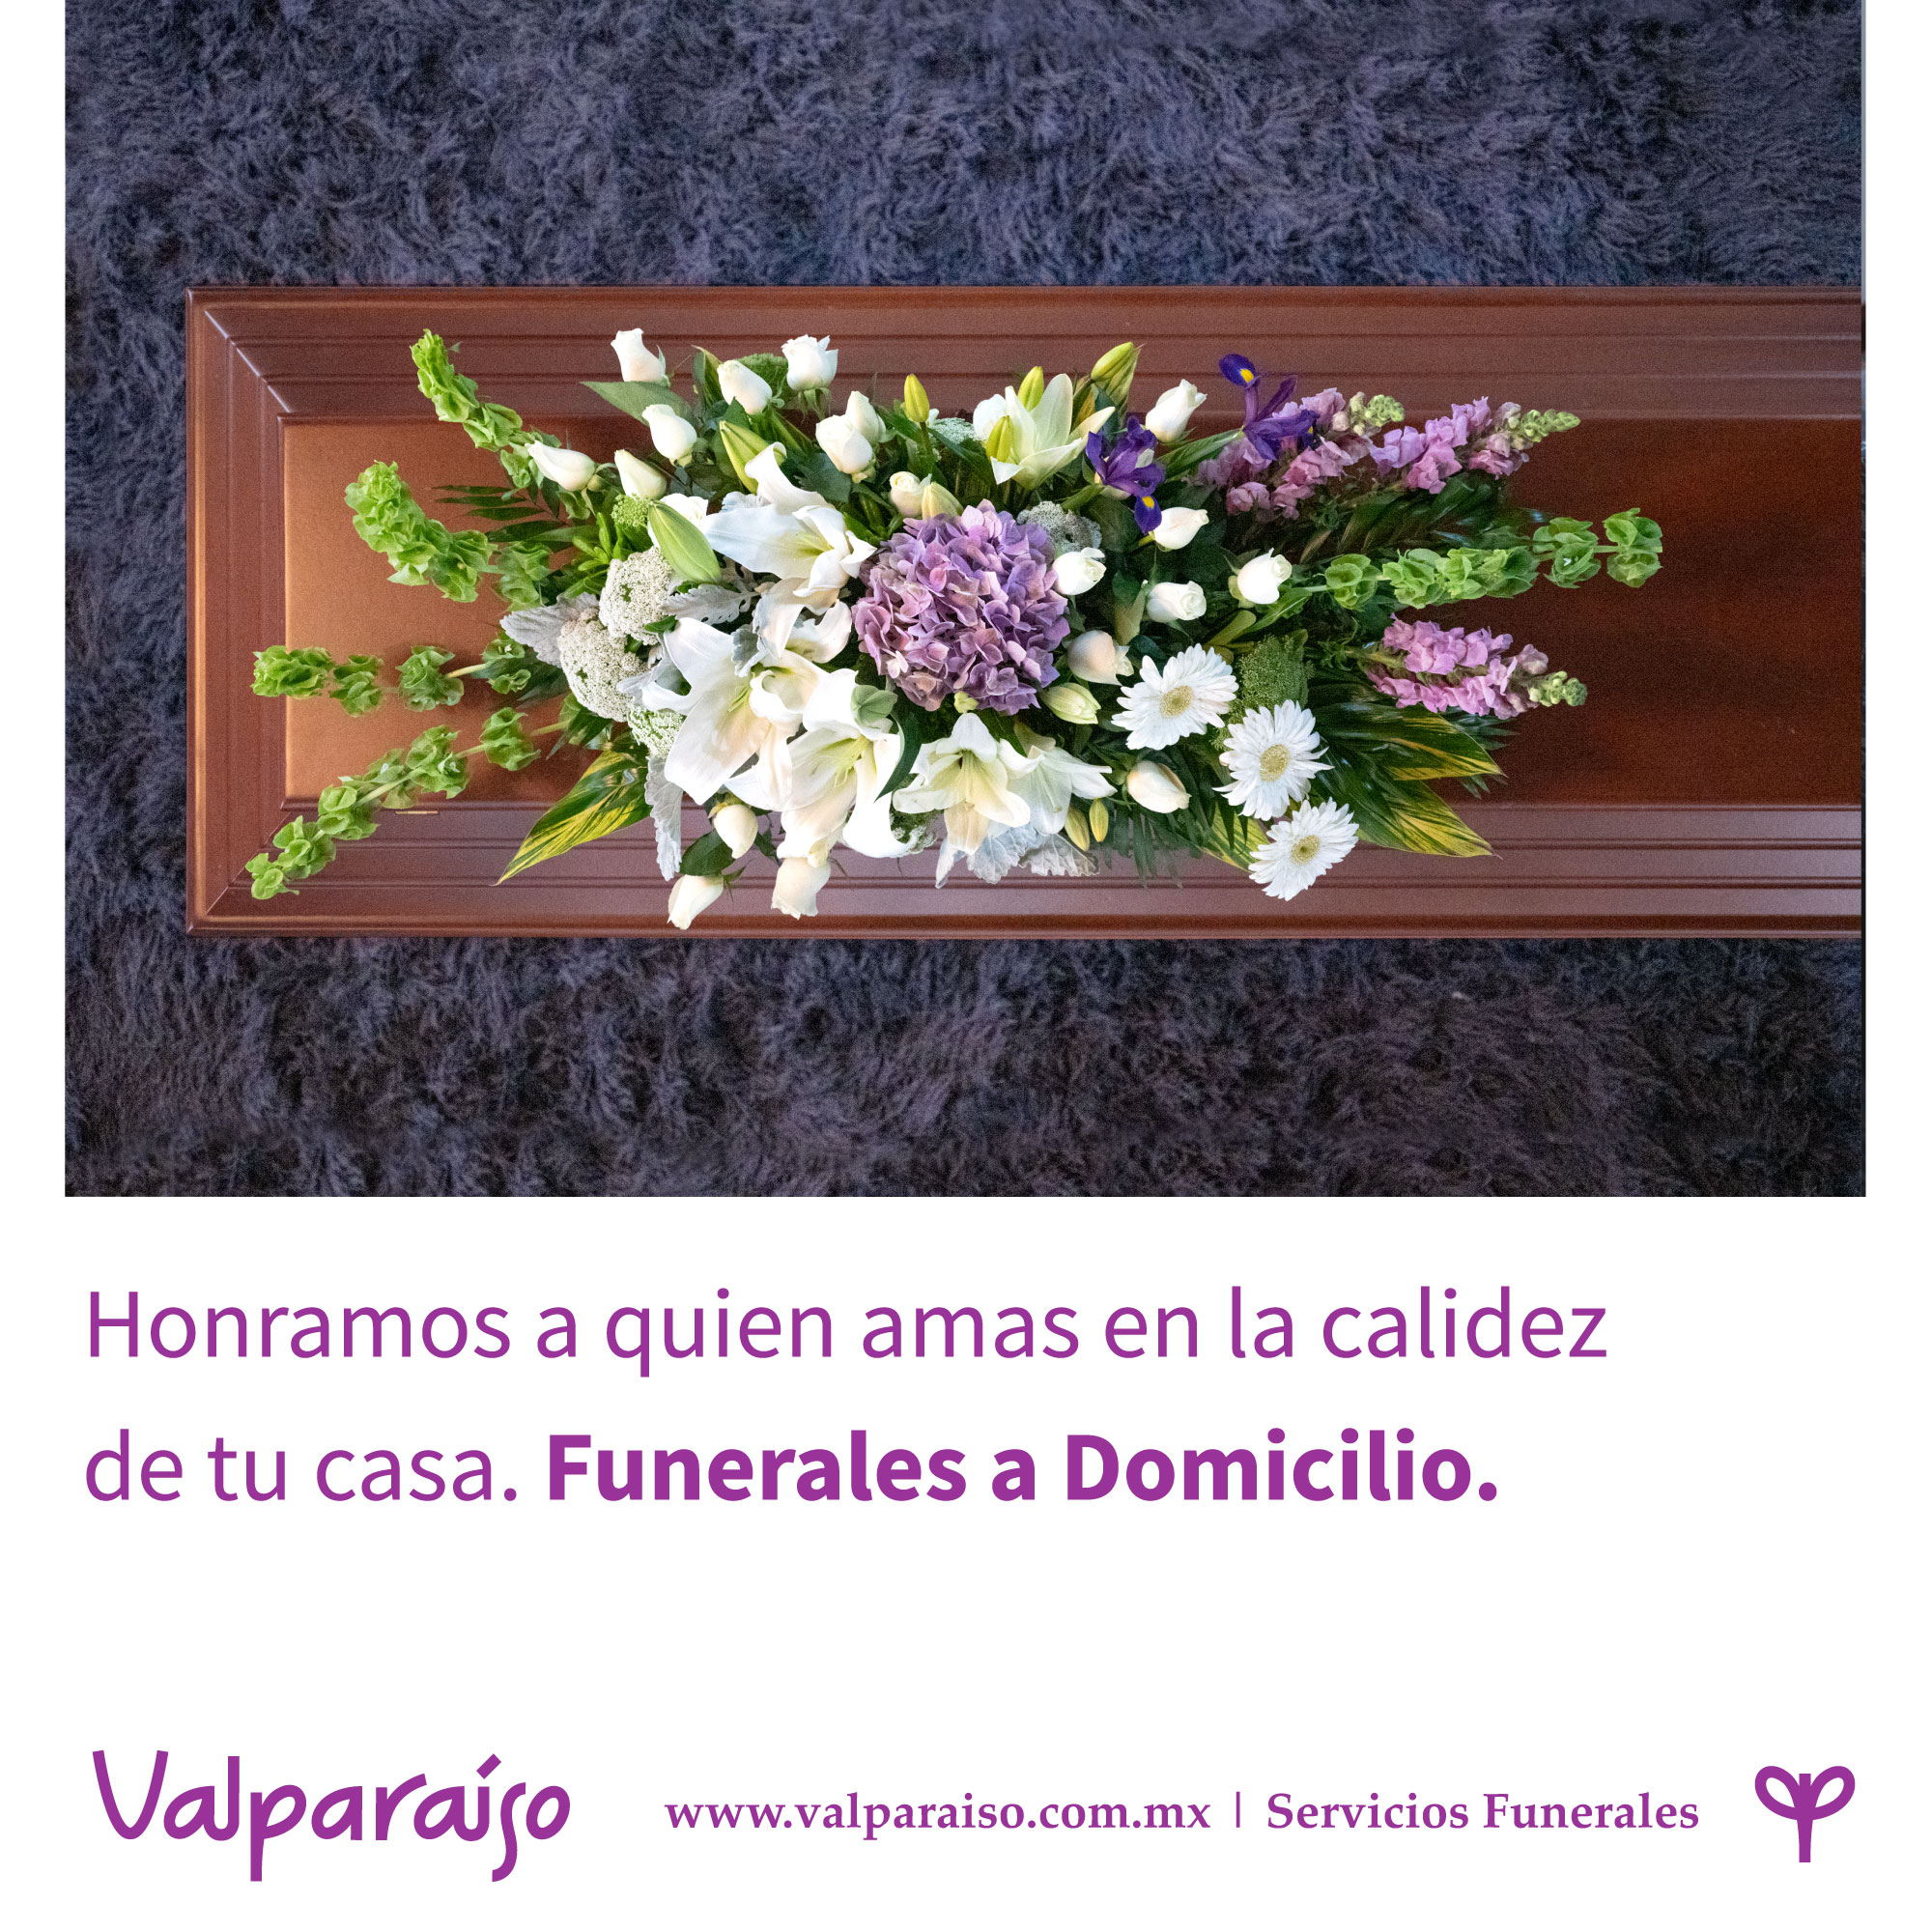 Honramos a quien amas en la calidez
de tu casa. Funerales a Domicilio.
Valparaíso
www.valparaiso.com.mx | Servicios Funerales